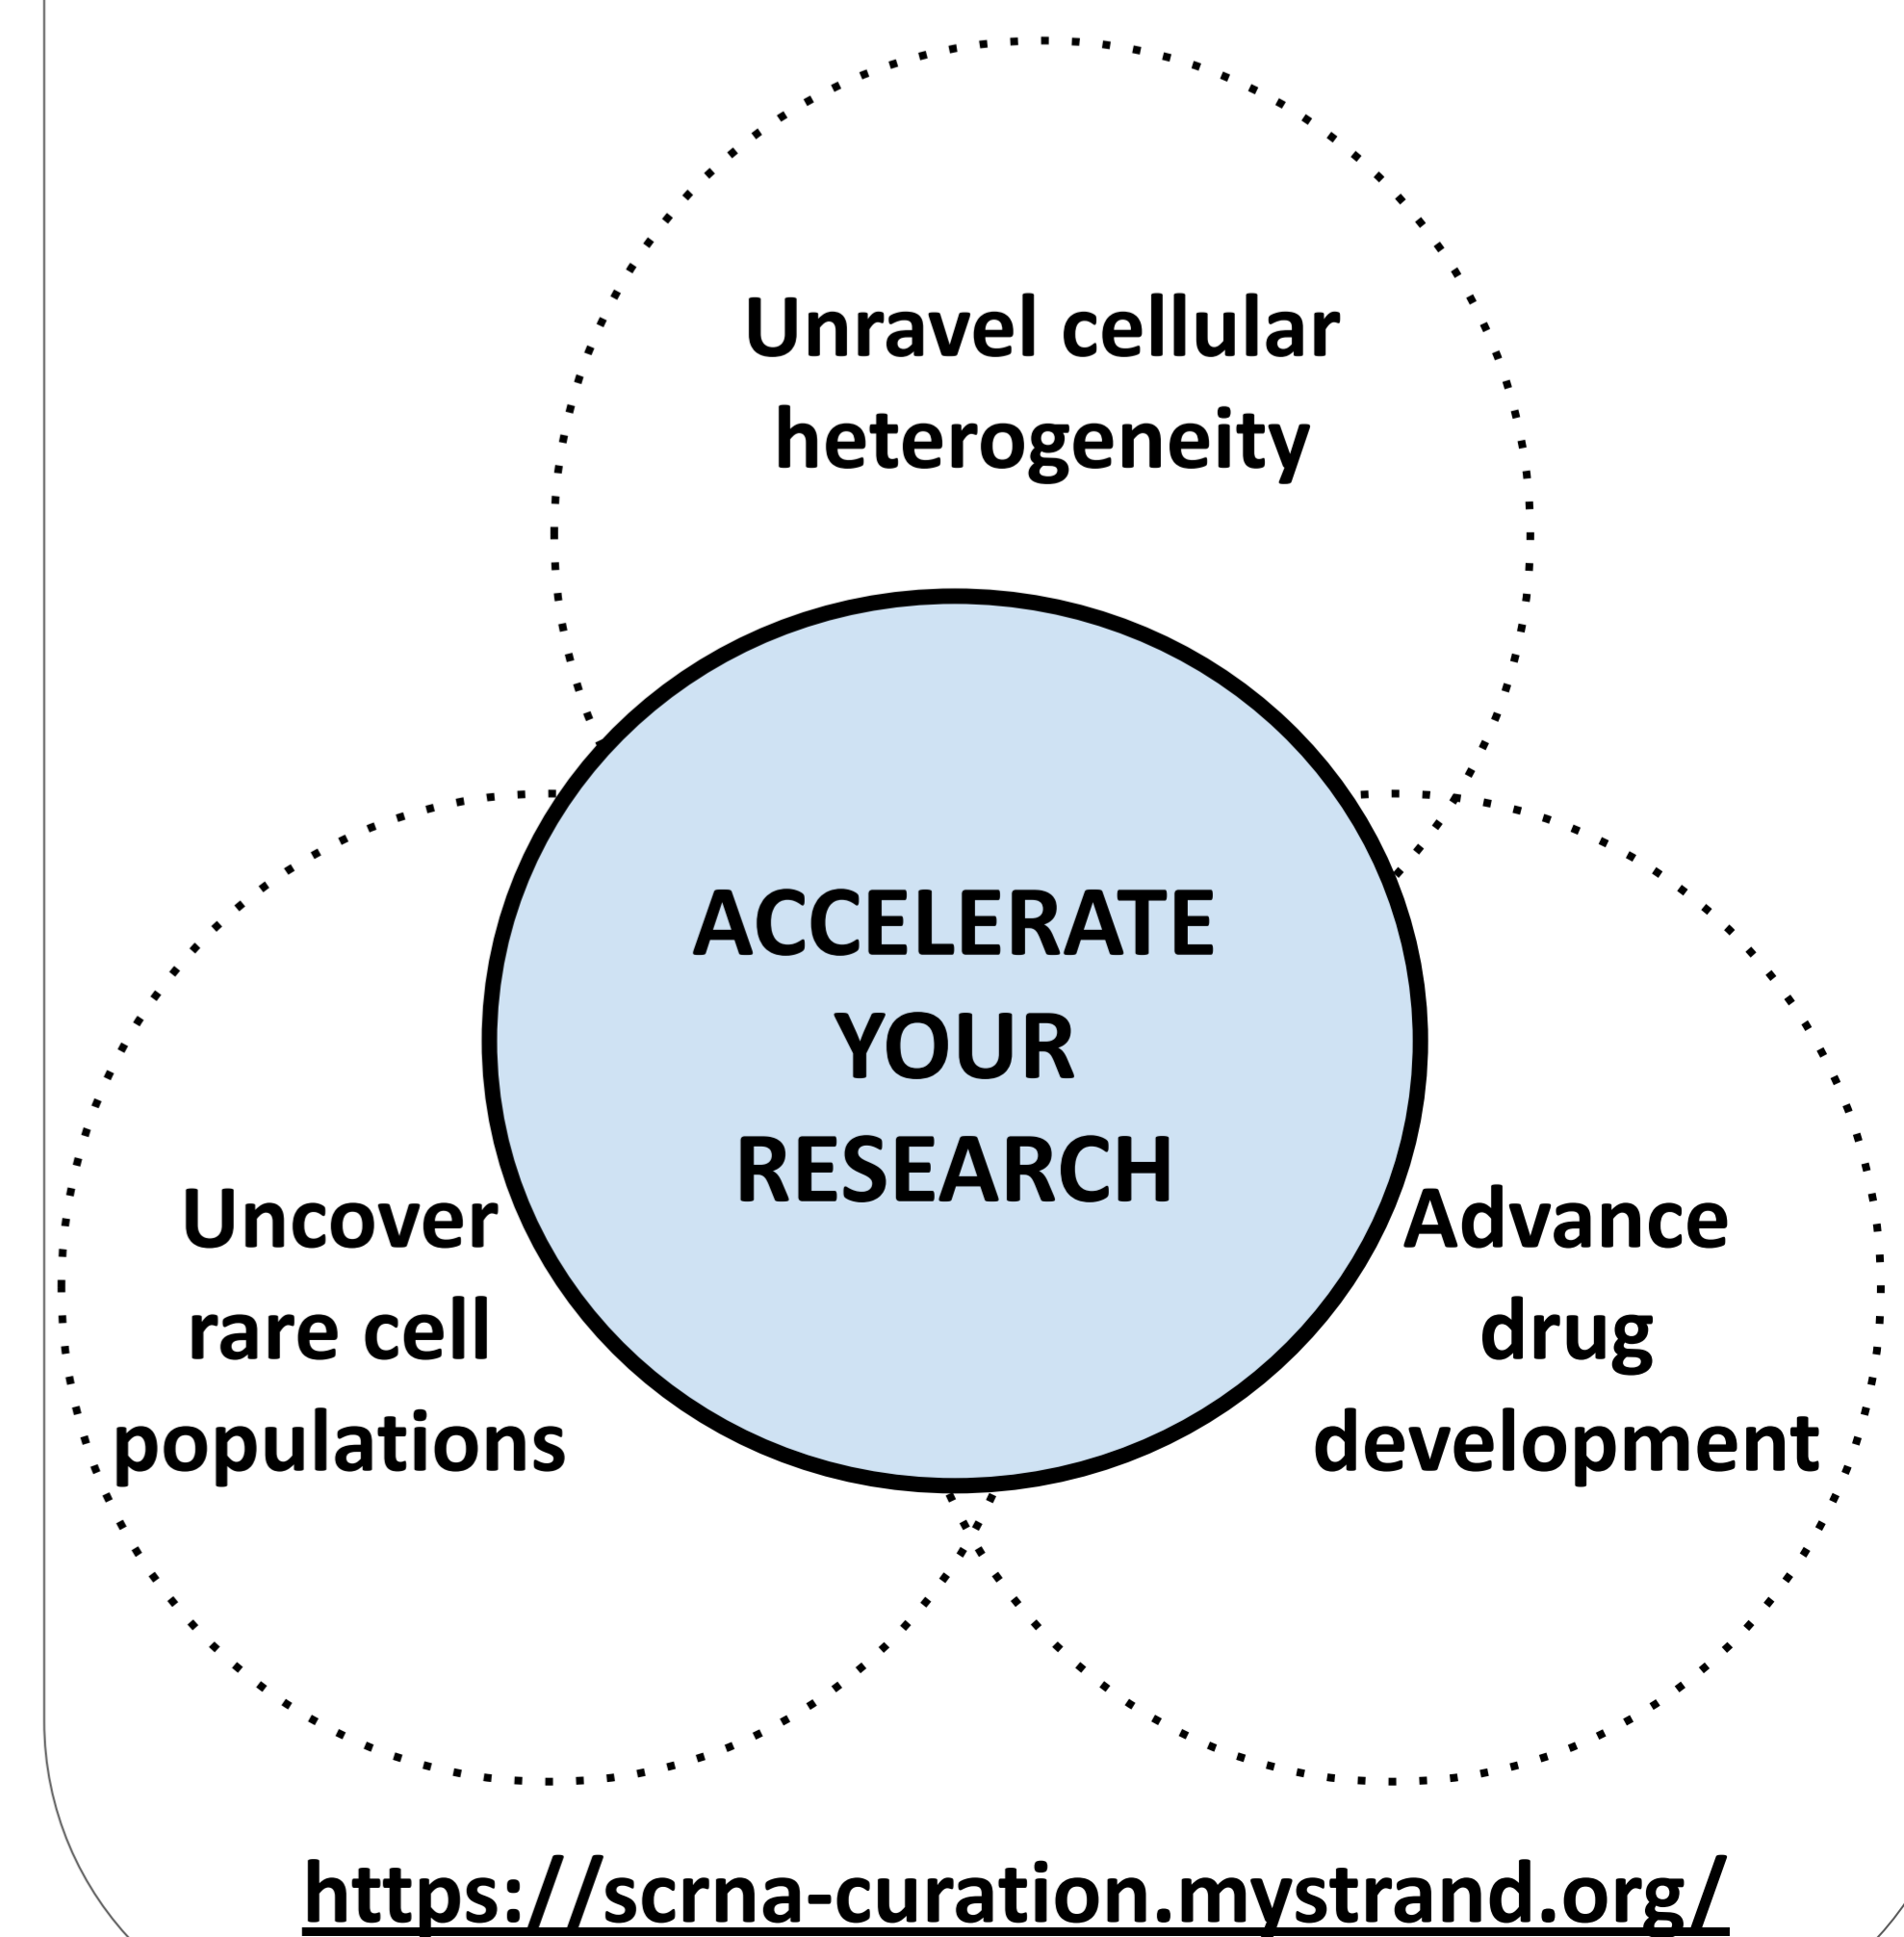 Unravel cellular
heterogeneity
ACCELERATE
YOUR
RESEARCH
Uncover
rare cell
populations
Advance
drug
development
https://scrna-curation.mystrand.org/